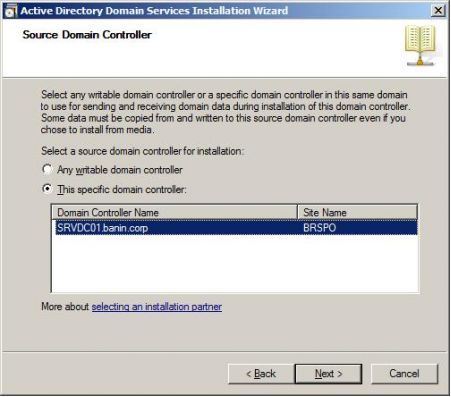 Active Directory Domain Services Installation Wizard
Source Domain Controller
Select any writable domain controller or a specific domain controller in this same domain
to use for sending and receiving domain data during installation of this domain controller.
Some data must be copied from and written to this source domain controller even if you
chose to install from media.
Select a source domain controller for installation:
Any writable domain controller
This specific domain controller:
Domain Controller Name Site Name
SRVDC01.banin.corp BRSPO
More about selecting an installation partner
< Back Next > Cancel